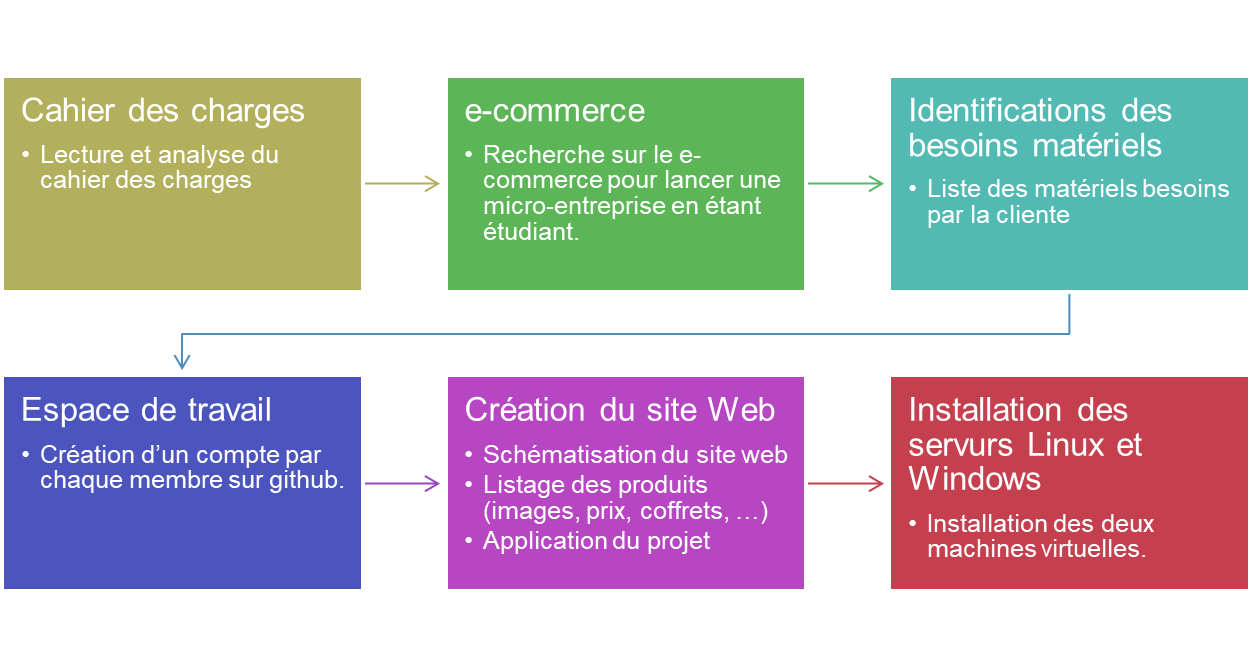 Cahier des charges
• Lecture et analyse du
cahier des charges
e-commerce
• Recherche sur le e-
commerce pour lancer une
micro-entreprise en étant
étudiant.
Identifications des
besoins matériels
• Liste des matériels besoins
par la cliente
Espace de travail
• Création d’un compte par
chaque membre sur github.
Création du site Web
• Schématisation du site web
• Listage des produits
(images, prix, coffrets, …)
• Application du projet
Installation des
servurs Linux et
Windows
• Installation des deux
machines virtuelles.